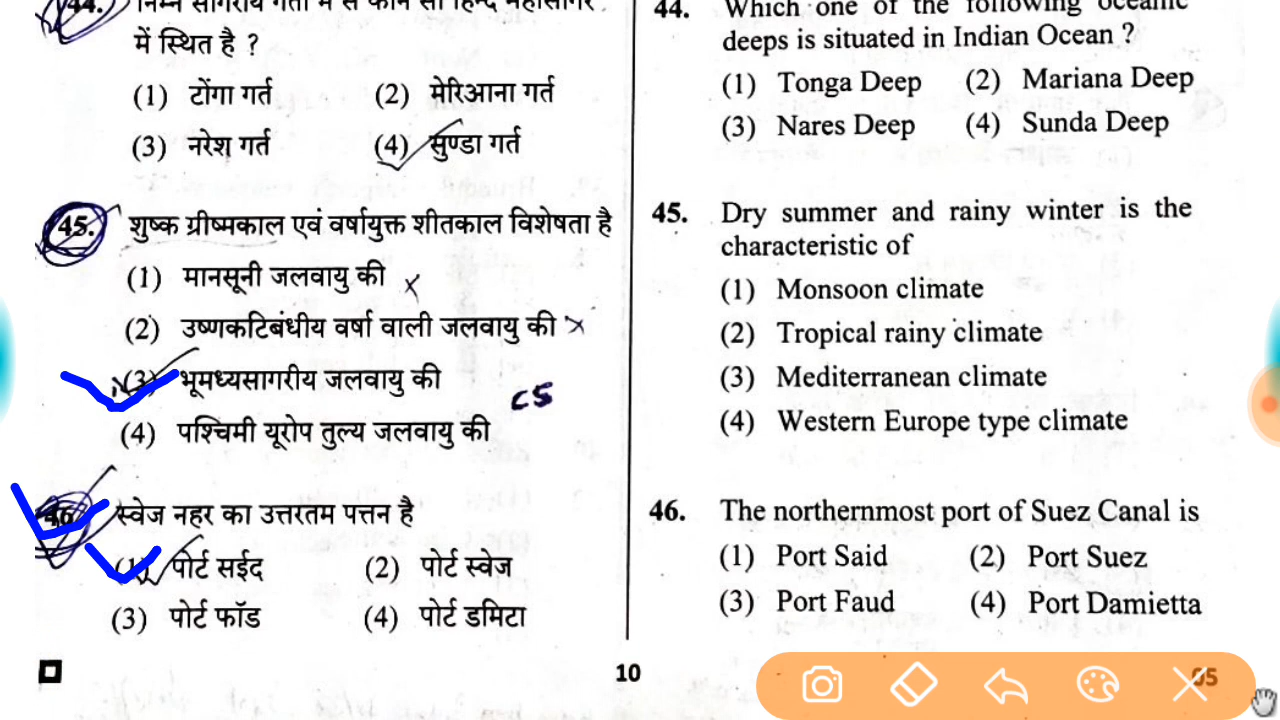 44. निम्न सागरीय गर्तों में से कौन सा हिन्द महासागर
में स्थित है ?
(1) टोंगा गर्त (2) मेरिआना गर्त
(3) नरेश गर्त (4) सुण्डा गर्त
45. शुष्क ग्रीष्मकाल एवं वर्षायुक्त शीतकाल विशेषता है
(1) मानसूनी जलवायु की
(2) उष्णकटिबंधीय वर्षा वाली जलवायु की
(3) भूमध्यसागरीय जलवायु की
CS
(4) पश्चिमी यूरोप तुल्य जलवायु की
46. स्वेज नहर का उत्तरतम पत्तन है
(1) पोर्ट सईद (2) पोर्ट स्वेज
(3) पोर्ट फॉड (4) पोर्ट डमिटा
44. Which one of the following oceanic
deeps is situated in Indian Ocean ?
(1) Tonga Deep (2) Mariana Deep
(3) Nares Deep (4) Sunda Deep
45. Dry summer and rainy winter is the
characteristic of
(1) Monsoon climate
(2) Tropical rainy climate
(3) Mediterranean climate
(4) Western Europe type climate
46. The northernmost port of Suez Canal is
(1) Port Said (2) Port Suez
(3) Port Faud (4) Port Damietta
10
05